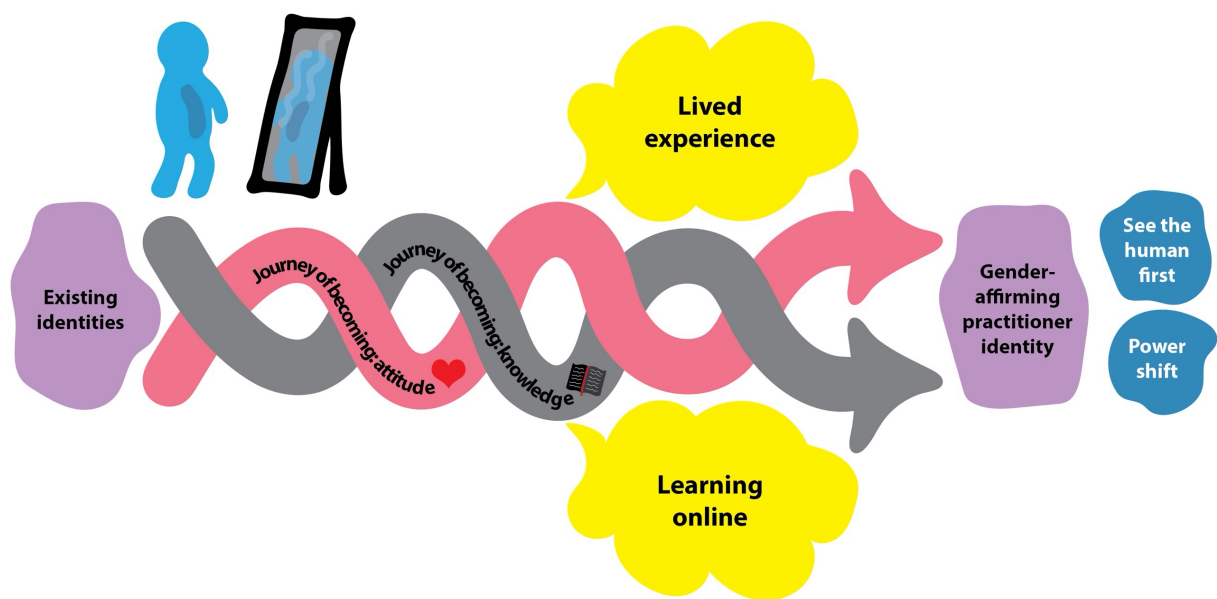 Existing
identities
Journey of becoming: attitude
Journey of becoming: knowledge
Lived
experience
Learning
online
Gender-
affirming
practitioner
identity
See the
human
first
Power
shift